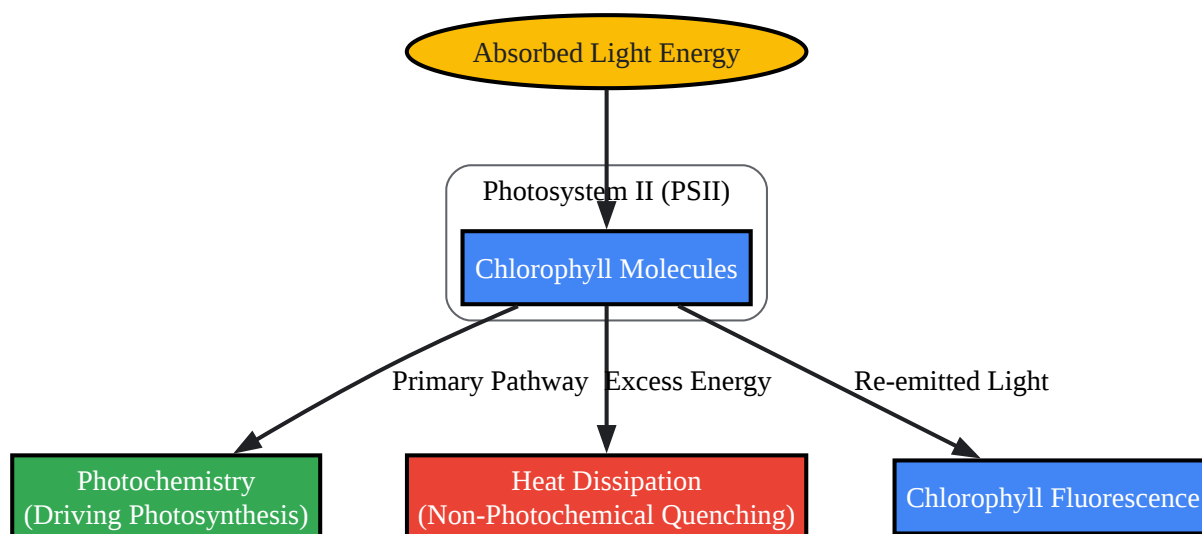 Absorbed Light Energy
Photosystem II (PSII)
Chlorophyll Molecules
Primary Pathway
Excess Energy
Re-emitted Light
Photochemistry
(Driving Photosynthesis)
Heat Dissipation
(Non-Photochemical Quenching)
Chlorophyll Fluorescence